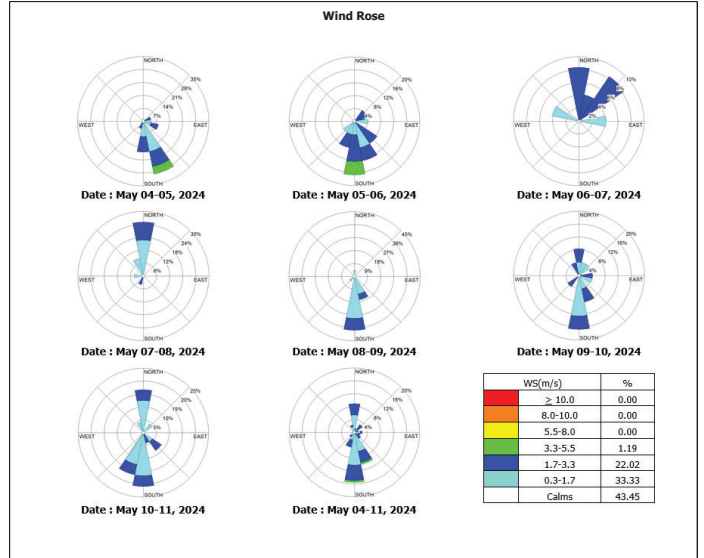 Wind Rose
NORTH
35%
28%
21%
14%
7%
WEST
EAST
SOUTH
Date : May 04-05, 2024
NORTH
20%
16%
12%
8%
4%
WEST
EAST
SOUTH
Date : May 05-06, 2024
NORTH
10%
8%
6%
4%
2%
WEST
EAST
SOUTH
Date : May 06-07, 2024
NORTH
30%
24%
18%
12%
6%
WEST
EAST
SOUTH
Date : May 07-08, 2024
NORTH
45%
36%
27%
18%
9%
WEST
EAST
SOUTH
Date : May 08-09, 2024
NORTH
20%
16%
12%
8%
4%
WEST
EAST
SOUTH
Date : May 09-10, 2024
NORTH
25%
20%
15%
10%
5%
WEST
EAST
SOUTH
Date : May 10-11, 2024
NORTH
20%
16%
12%
8%
4%
WEST
EAST
SOUTH
Date : May 04-11, 2024
WS(m/s) %
≥ 10.0 0.00
8.0-10.0 0.00
5.5-8.0 0.00
3.3-5.5 1.19
1.7-3.3 22.02
0.3-1.7 33.33
Calms 43.45